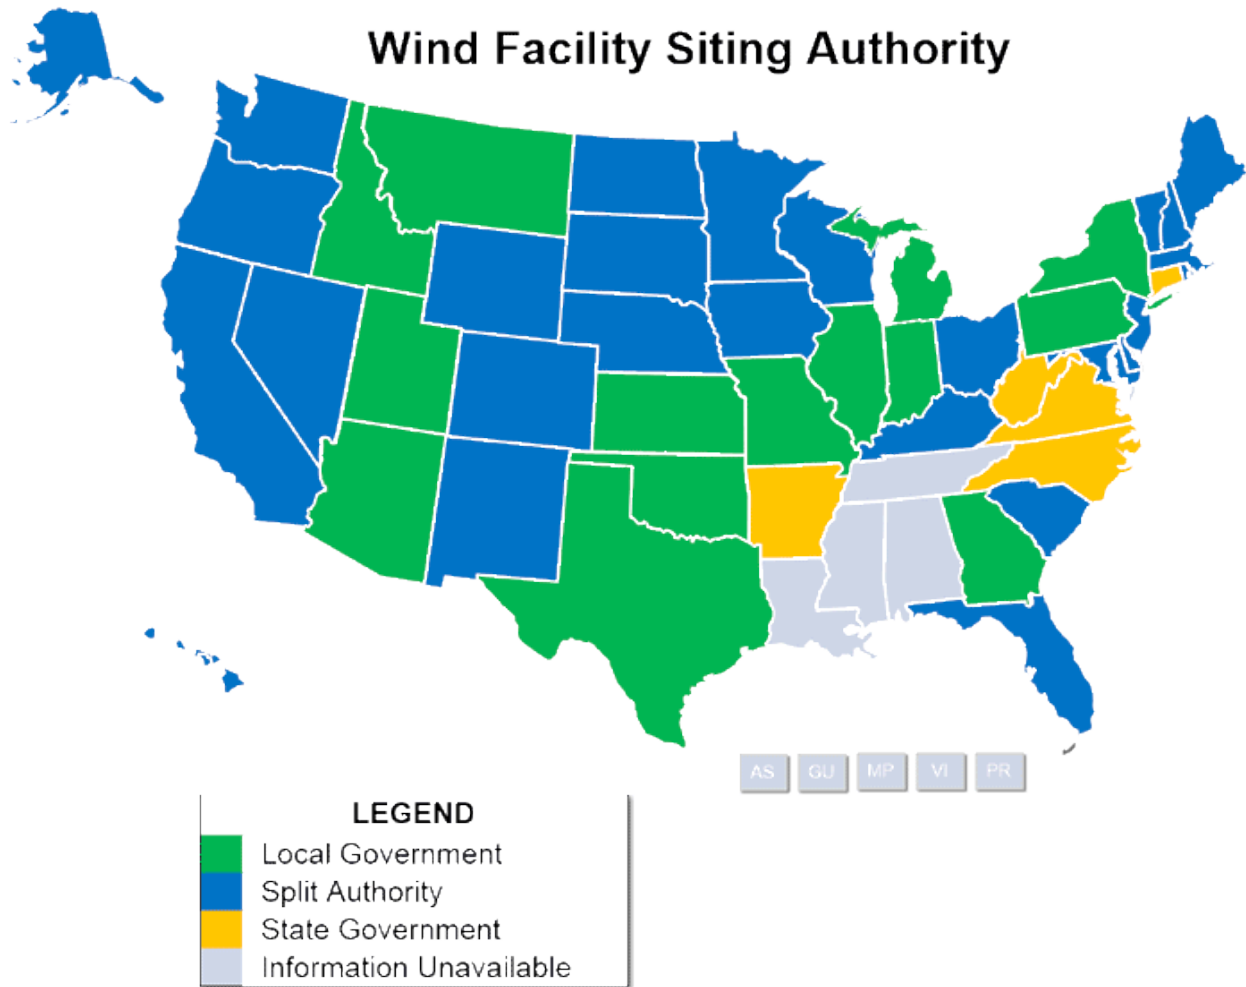 Wind Facility Siting Authority
AS GU MP VI PR
LEGEND
Local Government
Split Authority
State Government
Information Unavailable